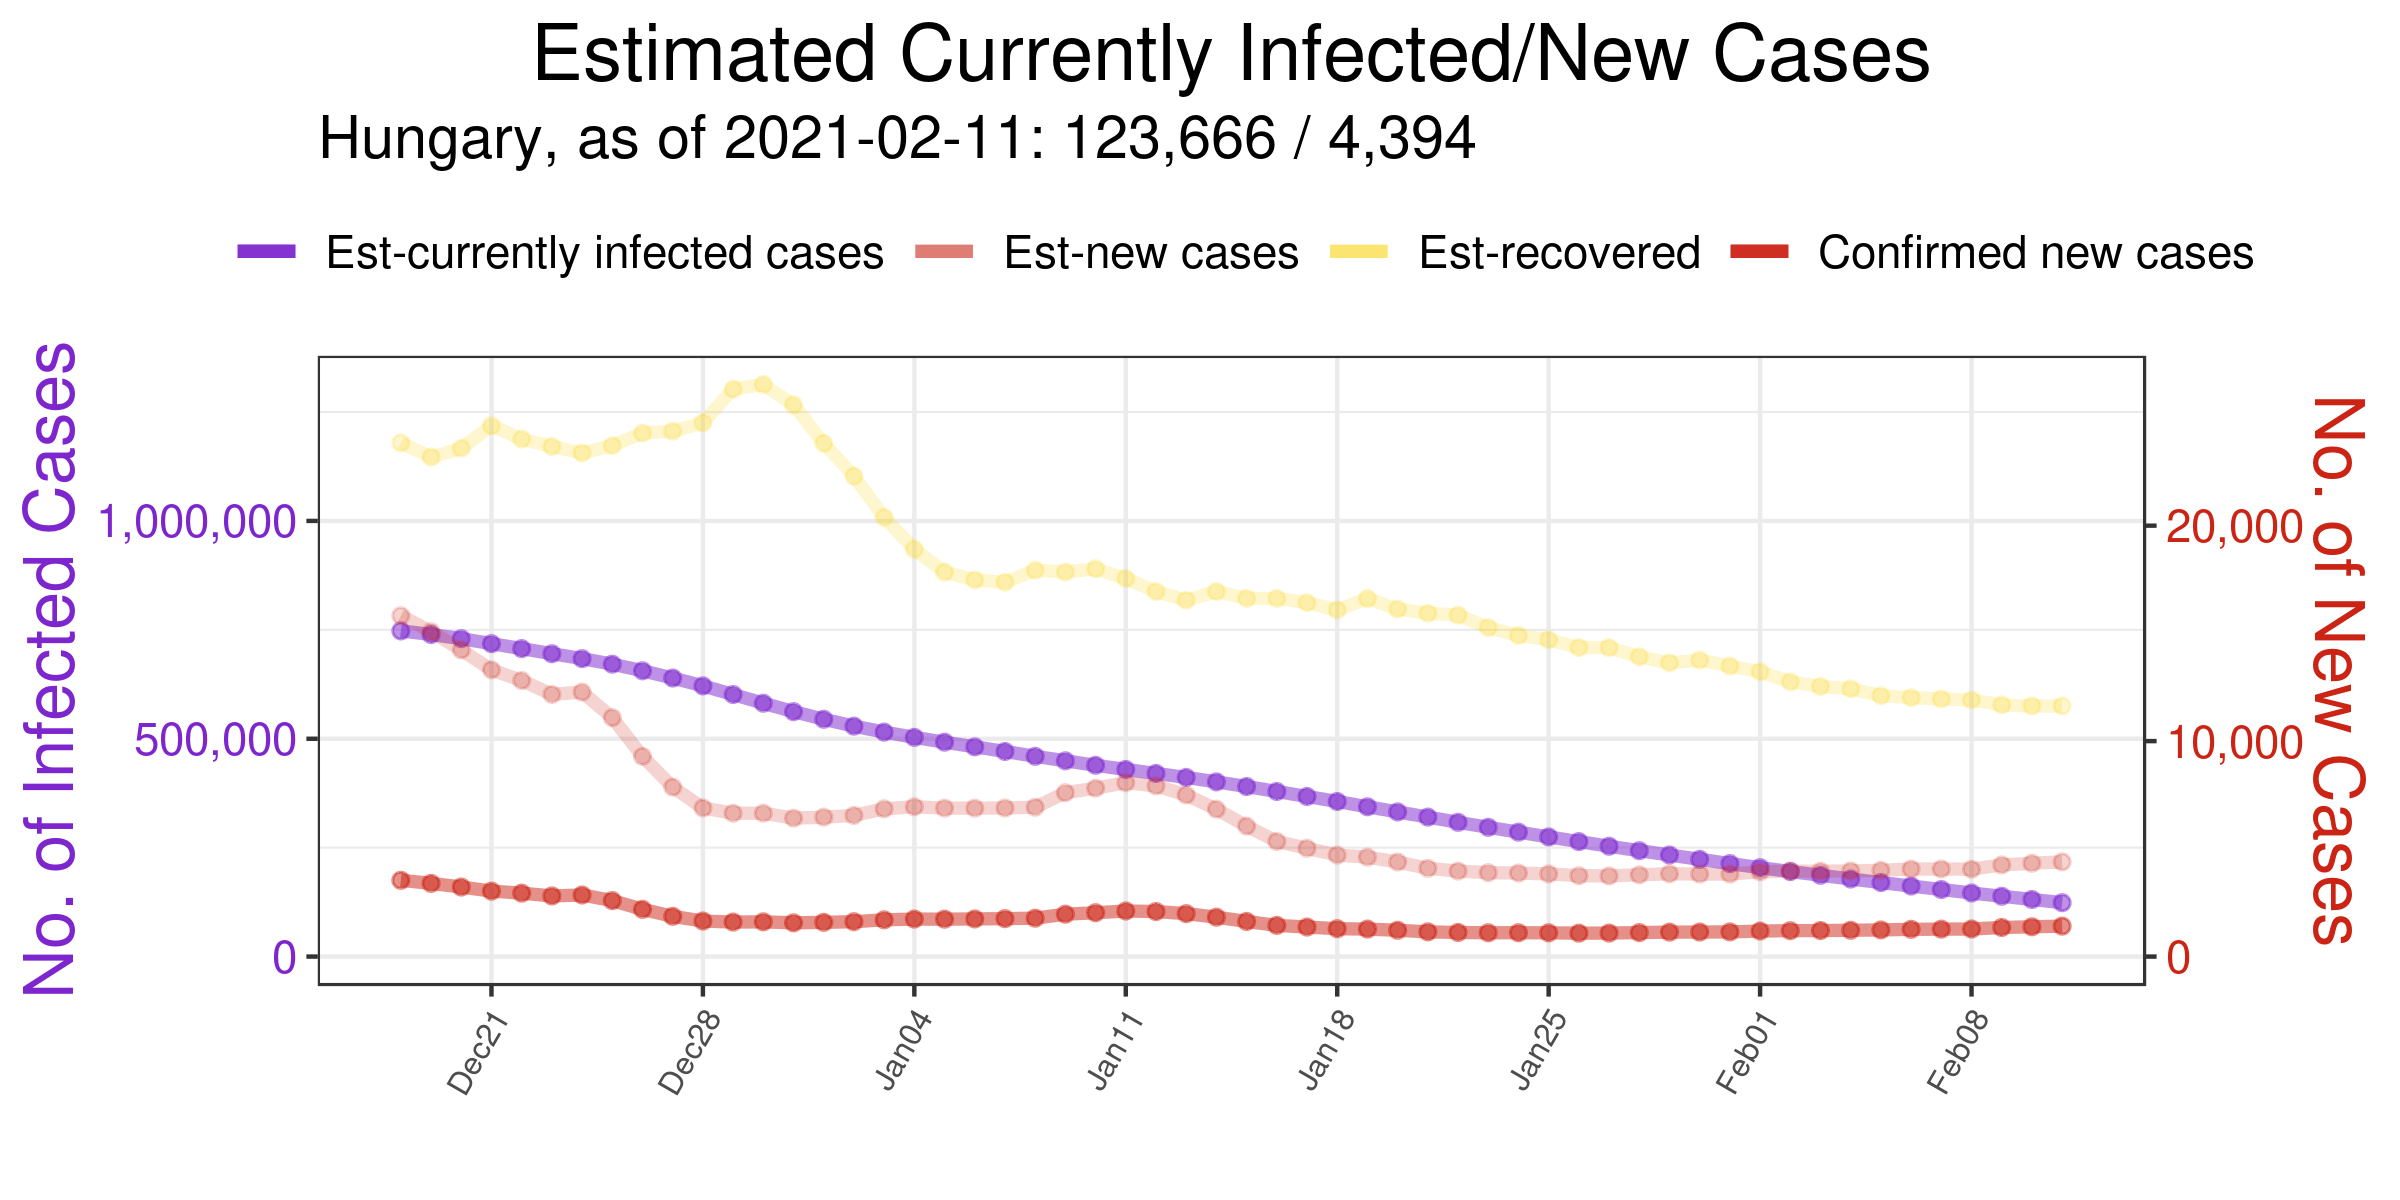 Estimated Currently Infected/New Cases
Hungary, as of 2021-02-11: 123,666 / 4,394
Est-currently infected cases Est-new cases Est-recovered Confirmed new cases
No. of Infected Cases
1,000,000
500,000
0
No. of New Cases
20,000
10,000
0
Dec21 Dec28 Jan04 Jan11 Jan18 Jan25 Feb01 Feb08